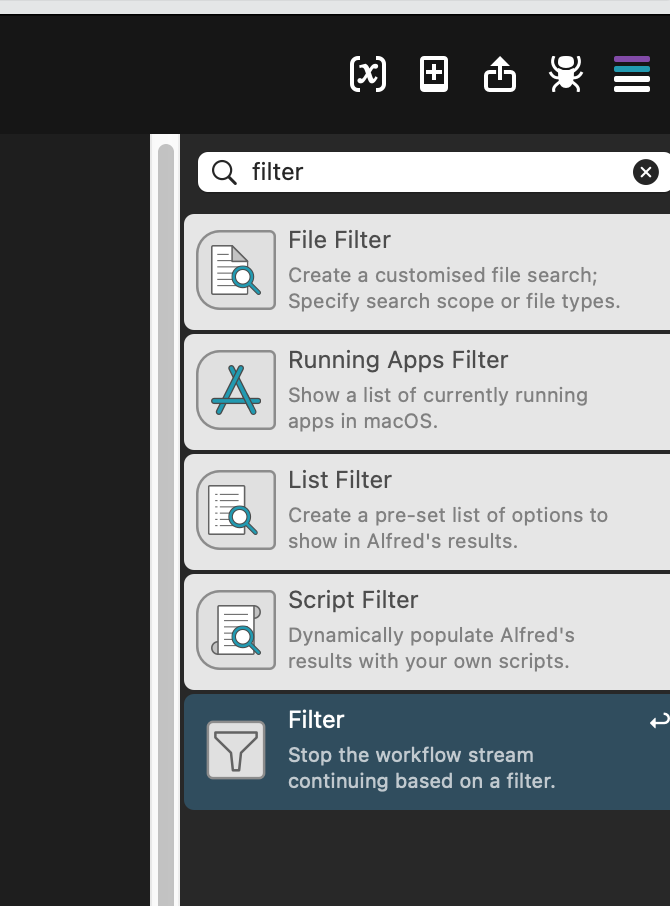 filter
File Filter
Create a customised file search;
Specify search scope or file types.
Running Apps Filter
Show a list of currently running
apps in macOS.
List Filter
Create a pre-set list of options to
show in Alfred's results.
Script Filter
Dynamically populate Alfred's
results with your own scripts.
Filter
Stop the workflow stream
continuing based on a filter.